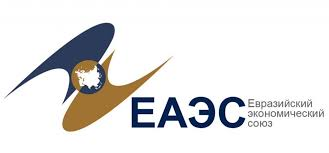 ЕАЭС
Евразийский
экономический
союз